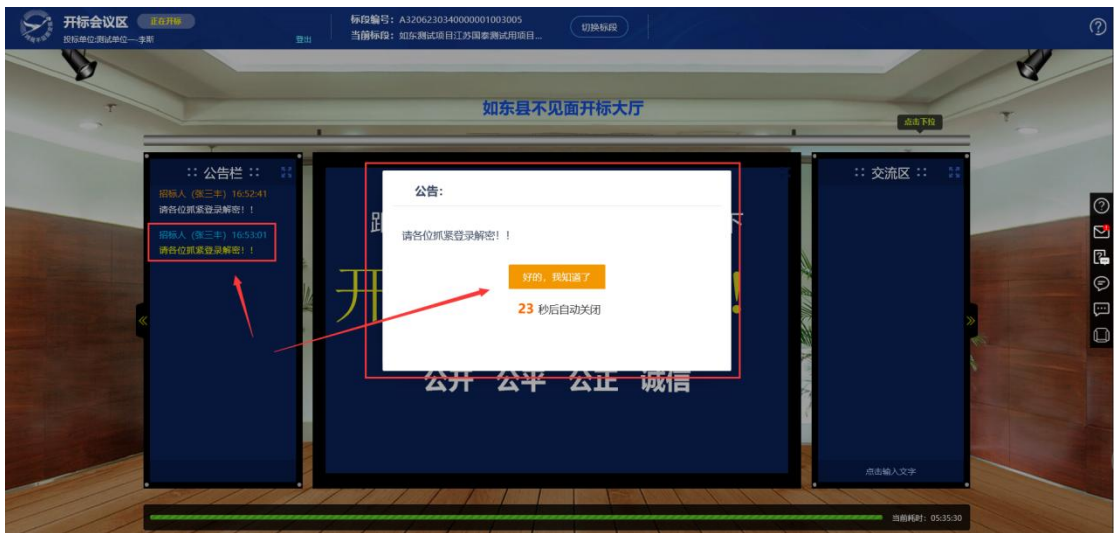 开标会议区 正在开标
投标单位:测试单位一-李斯 登出
标段编号：A3206230340000001003005
当前标段：如东测试项目江苏国泰测试用项目...
切换标段
如东县不见面开标大厅
点击下拉
:: 公告栏 ::
招标人（张三丰）16:52:41
请各位抓紧登录解密！！
招标人（张三丰）16:53:01
请各位抓紧登录解密！！
公告：
请各位抓紧登录解密！！
好的，我知道了
23 秒后自动关闭
距
下
开
!
公开 公平 公正 诚信
:: 交流区 ::
点击输入文字
当前耗时：05:35:30